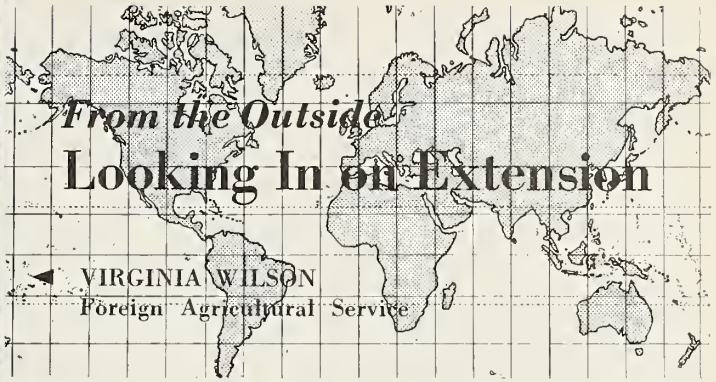 From the Outside
Looking In on Extension
VIRGINIA WILSON
Foreign Agricultural Service